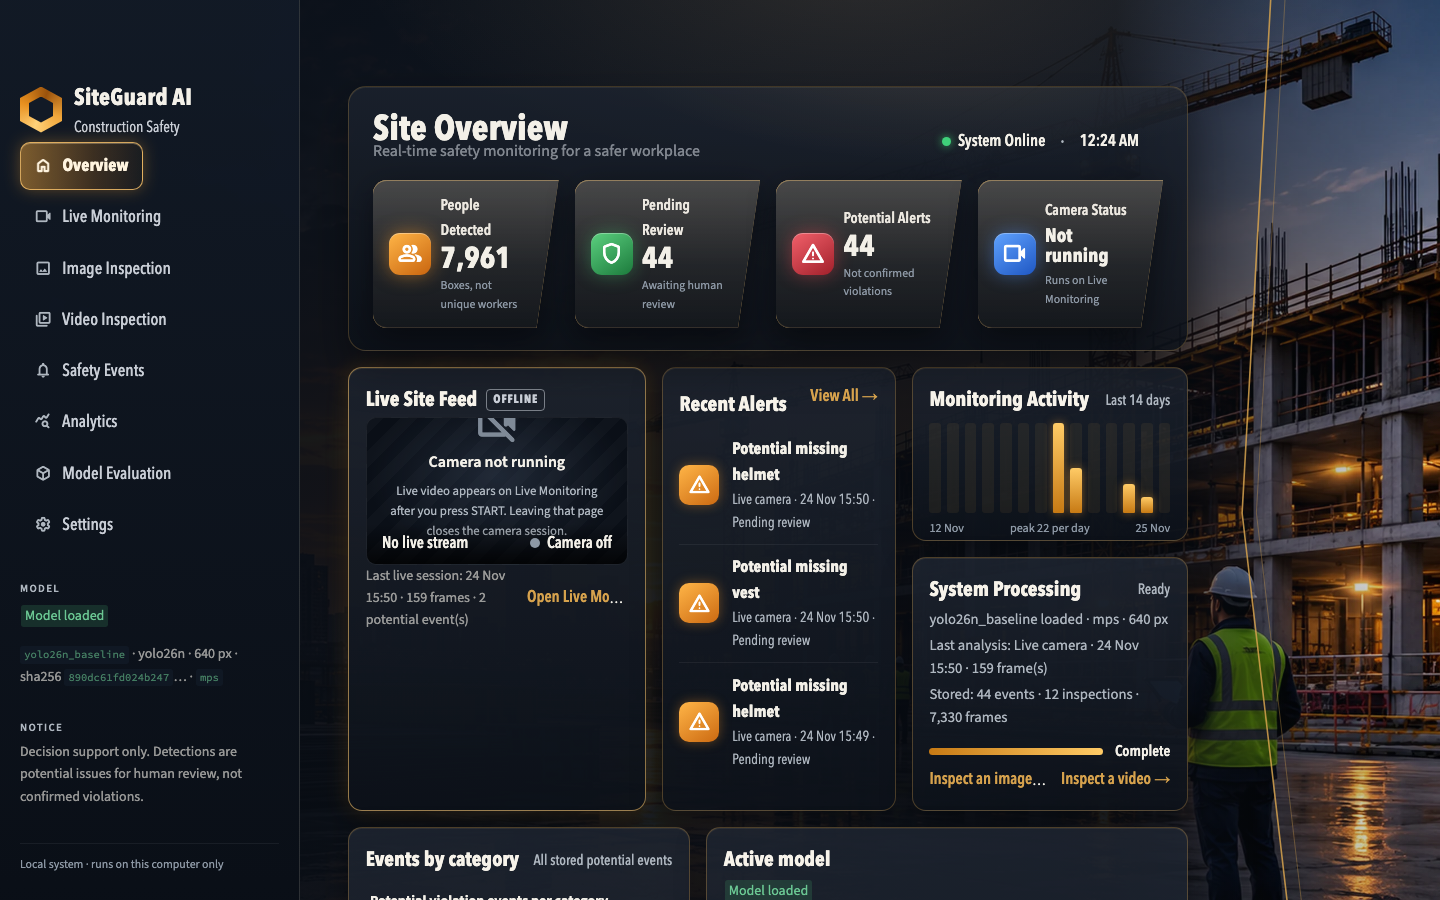 SiteGuard AI
Construction Safety
Overview
Live Monitoring
Image Inspection
Video Inspection
Safety Events
Analytics
Model Evaluation
Settings
MODEL
Model loaded
yolo26n_baseline · yolo26n · 640 px ·
sha256 890dc61fd024b247 … · mps
NOTICE
Decision support only. Detections are
potential issues for human review, not
confirmed violations.
Local system · runs on this computer only
Site Overview
Real-time safety monitoring for a safer workplace
System Online · 12:24 AM
People
Detected
7,961
Boxes, not
unique workers
Pending
Review
44
Awaiting human
review
Potential Alerts
44
Not confirmed
violations
Camera Status
Not
running
Runs on Live
Monitoring
Live Site Feed OFFLINE
Camera not running
Live video appears on Live Monitoring
after you press START. Leaving that page
closes the camera session.
No live stream
Camera off
Last live session: 24 Nov
15:50 · 159 frames · 2
potential event(s)
Open Live Mo...
Recent Alerts
View All →
Potential missing
helmet
Live camera · 24 Nov 15:50 ·
Pending review
Potential missing
vest
Live camera · 24 Nov 15:50 ·
Pending review
Potential missing
helmet
Live camera · 24 Nov 15:49 ·
Pending review
Monitoring Activity
Last 14 days
12 Nov
peak 22 per day
25 Nov
System Processing
Ready
yolo26n_baseline loaded · mps · 640 px
Last analysis: Live camera · 24 Nov
15:50 · 159 frame(s)
Stored: 44 events · 12 inspections ·
7,330 frames
Complete
Inspect an image...
Inspect a video →
Events by category
All stored potential events
Potential violation events per category
Active model
Model loaded